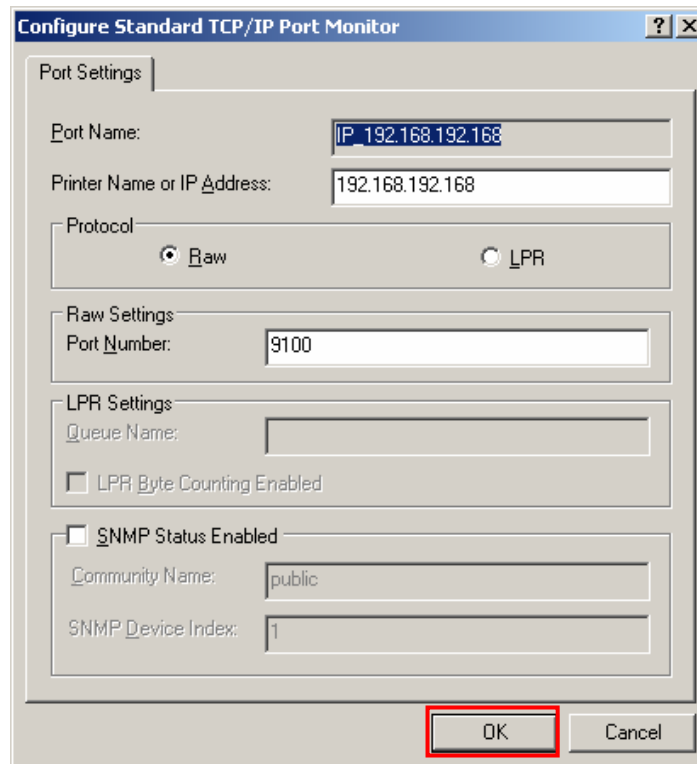 Configure Standard TCP/IP Port Monitor
Port Settings
Port Name: IP_192.168.192.168
Printer Name or IP Address: 192.168.192.168
Protocol
Raw LPR
Raw Settings
Port Number: 9100
LPR Settings
Queue Name:
LPR Byte Counting Enabled
SNMP Status Enabled
Community Name: public
SNMP Device Index: 1
OK Cancel